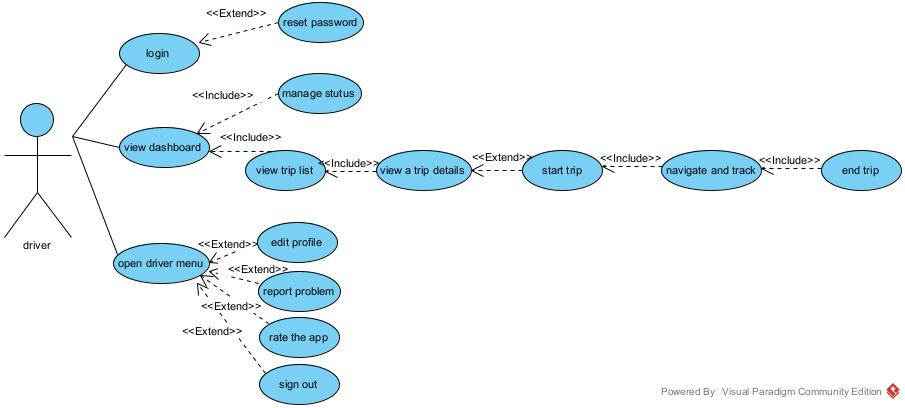 <<Extend>>
reset password
login
<<Include>>
manage stutus
<<Include>>
view dashboard
view trip list
<<Include>>
view a trip details
<<Extend>>
start trip
<<Include>>
navigate and track
<<Include>>
end trip
driver
<<Extend>>
edit profile
open driver menu
<<Extend>>
report problem
<<Extend>>
rate the app
<<Extend>>
sign out
Powered By Visual Paradigm Community Edition